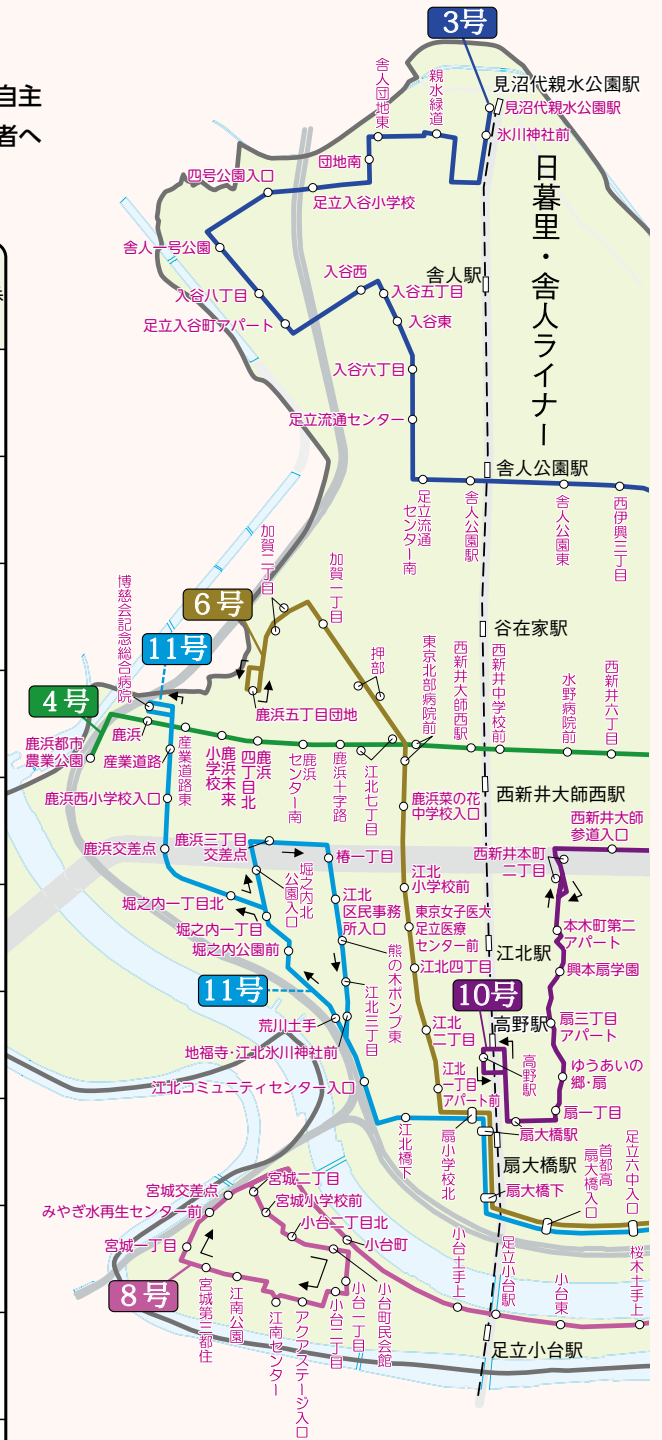 3号
自主
者へ
見沼代親水公園駅
見沼代親水公園駅
舎人団地東
親水緑道
氷川神社前
団地南
四号公園入口
足立入谷小学校
日暮里・舎人ライナー
舎人一号公園
入谷西
舎人駅
入谷八丁目
入谷五丁目
足立入谷町アパート
入谷東
入谷六丁目
足立流通センター
舎人公園駅
足立流通
センター南
舎人公園駅
舎人公園東
西伊興三丁目
加賀二丁目
加賀一丁目
博慈会記念総合病院
6号
11号
谷在家駅
押部
東京北部病院前
西新井大師西駅
西新井中学校前
水野病院前
西新井六丁目
4号
鹿浜五丁目団地
鹿浜都市
農業公園
鹿浜
産業道路
産業道路東
鹿浜未来
小学校
鹿浜
四丁目北
鹿浜
センター南
鹿浜十字路
江北七丁目
鹿浜西小学校入口
鹿浜菜の花
中学校入口
西新井大師西駅
西新井大師
参道入口
鹿浜交差点
鹿浜三丁目
交差点
椿一丁目
西新井本町
二丁目
堀之内北
公園入口
江北
小学校前
堀之内一丁目北
江北
区民事務
所入口
東京女子医大
足立医療
センター前
本木町第二
アパート
堀之内一丁目
堀之内公園前
熊の木ポンプ東
江北四丁目
江北駅
興本扇学園
11号
江北三丁目
10号
荒川土手
江北
二丁目
高野駅
高野駅
扇三丁目
アパート
地福寺・江北氷川神社前
江北コミュニティセンター入口
江北
一丁目
アパート前
ゆうあいの
郷・扇
扇一丁目
江北橋下
扇小学校北
扇大橋駅
扇大橋駅
首都高
扇大橋入口
足立六中入口
扇大橋下
宮城二丁目
宮城交差点
宮城小学校前
みやぎ水再生センター前
小台二丁目北
宮城一丁目
小台町
小台土手上
足立小台駅
小台東
桜木土手上
8号
宮城第三都住
江南公園
江南センター
アクアステージ入口
小台二丁目
小台一丁目
小台町民会館
足立小台駅